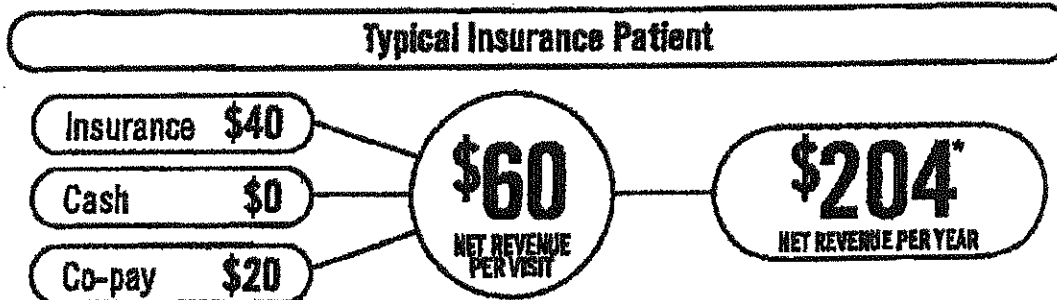 Typical Insurance Patient
Insurance $40
Cash $0
Co-pay $20
$60
NET REVENUE
PER VISIT
$204*
NET REVENUE PER YEAR